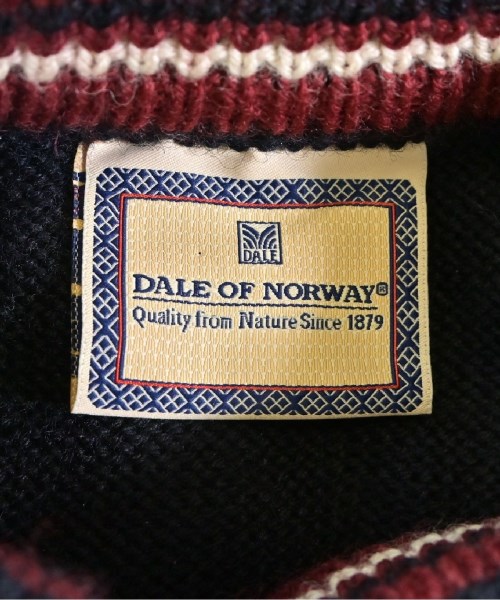 DALE
DALE OF NORWAY®
Quality from Nature Since 1879